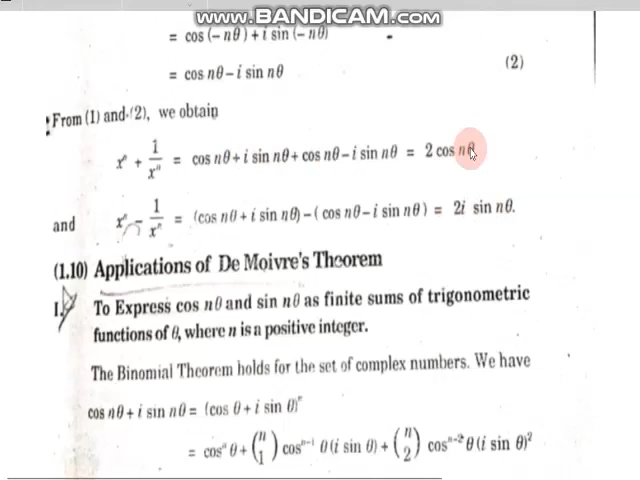 www.BANDICAM.com
= cos (− nθ) + i sin (− nθ)
= cos nθ − i sin nθ (2)
From (1) and (2), we obtain
xⁿ + 1/xⁿ = cos nθ + i sin nθ + cos nθ − i sin nθ = 2 cos nθ
and xⁿ − 1/xⁿ = (cos nθ + i sin nθ) − ( cos nθ − i sin nθ) = 2i sin nθ.
(1.10) Applications of De Moivre's Theorem
I. To Express cos nθ and sin nθ as finite sums of trigonometric
functions of θ, where n is a positive integer.
The Binomial Theorem holds for the set of complex numbers. We have
cos nθ + i sin nθ = (cos θ + i sin θ)ⁿ
= cosⁿ θ + (n 1) cosⁿ⁻¹ θ (i sin θ) + (n 2) cosⁿ⁻² θ (i sin θ)²